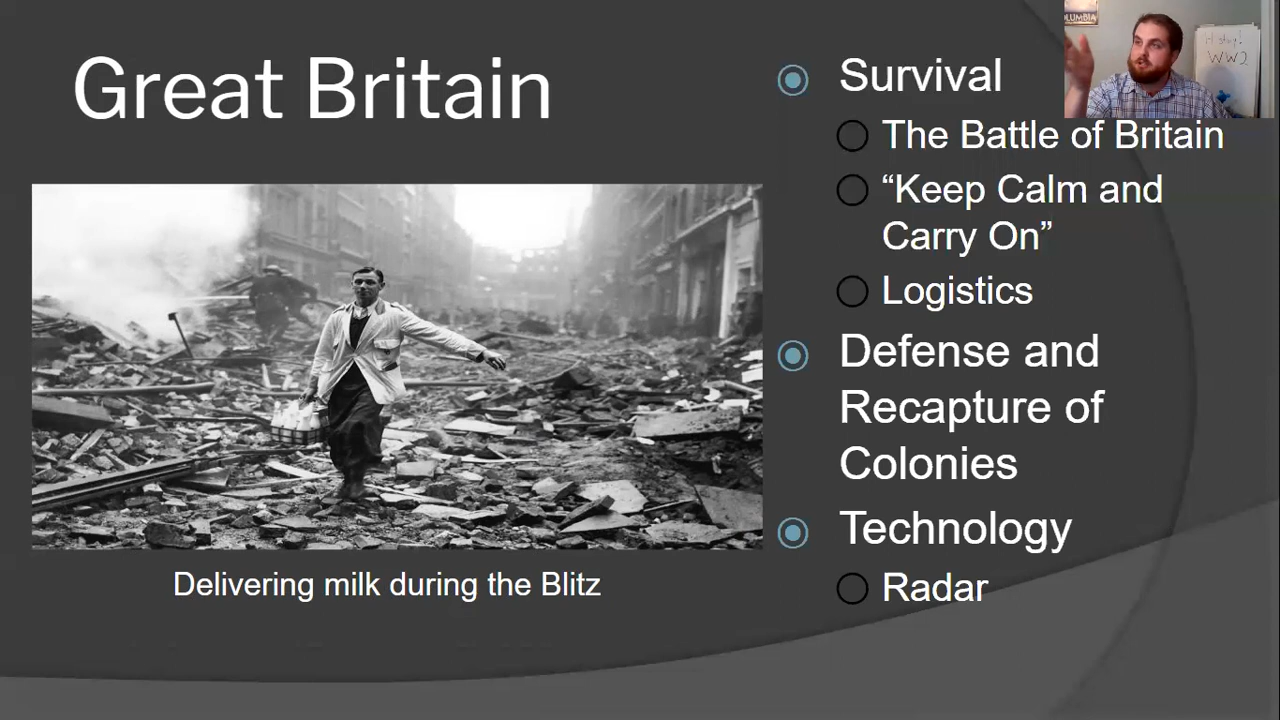 Great Britain
Survival
The Battle of Britain
“Keep Calm and
Carry On”
Logistics
Defense and
Recapture of
Colonies
Technology
Radar
Delivering milk during the Blitz
WW2